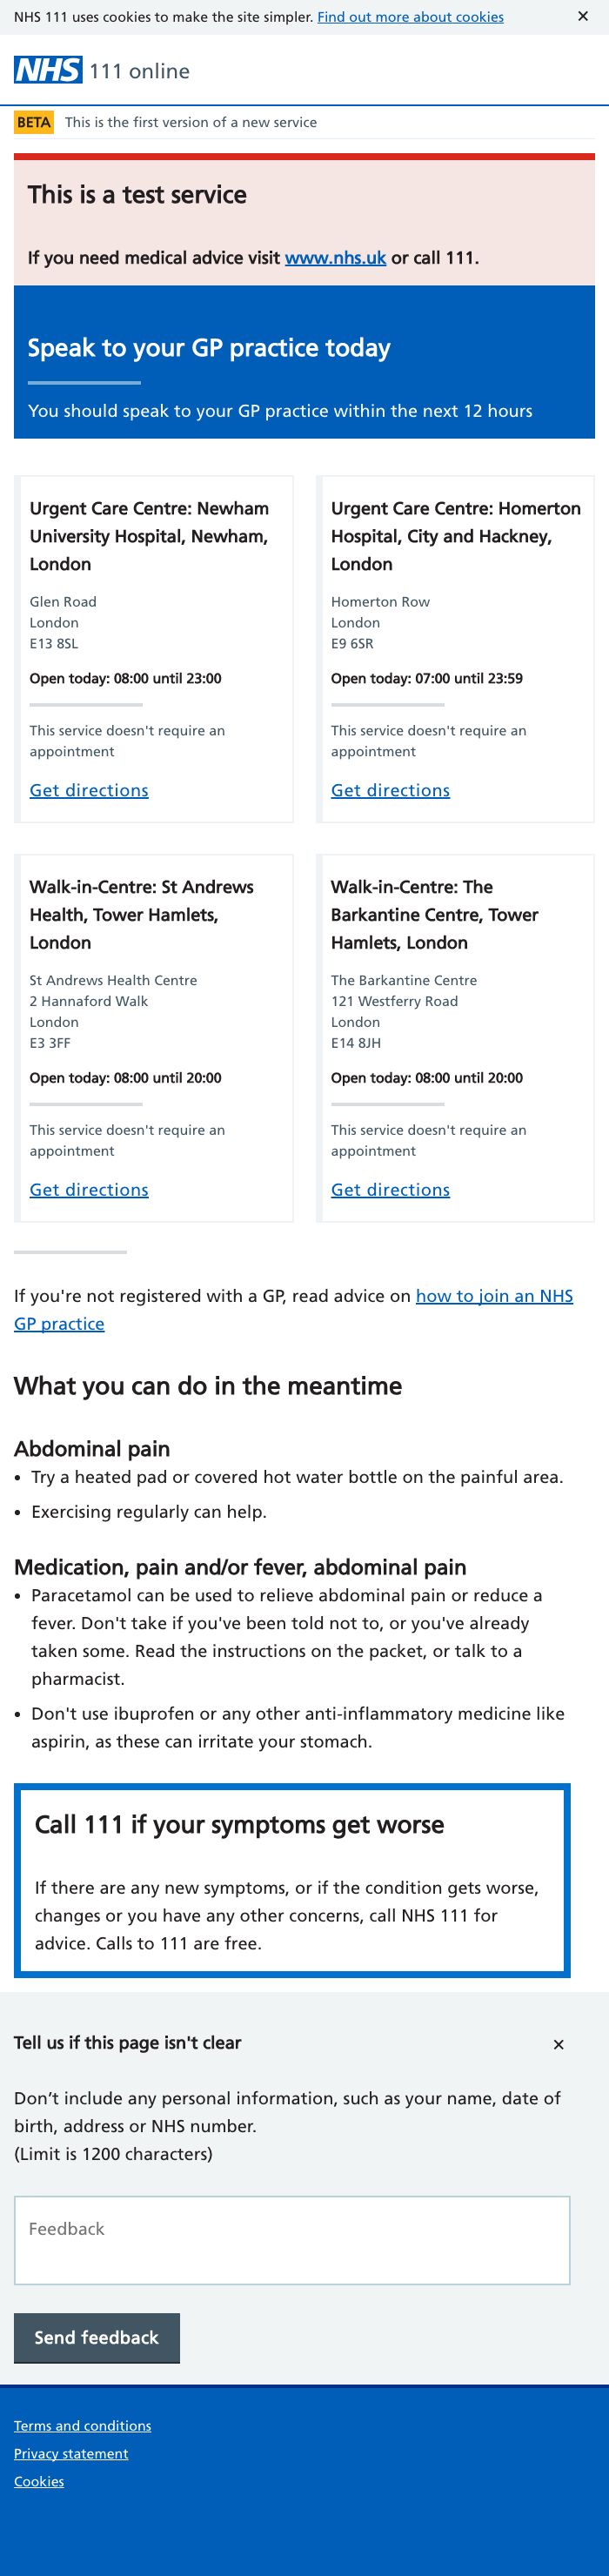 NHS 111 uses cookies to make the site simpler. Find out more about cookies ×
NHS 111 online
BETA This is the first version of a new service
This is a test service
If you need medical advice visit www.nhs.uk or call 111.
Speak to your GP practice today
You should speak to your GP practice within the next 12 hours
Urgent Care Centre: Newham
University Hospital, Newham,
London
Glen Road
London
E13 8SL
Open today: 08:00 until 23:00
This service doesn't require an
appointment
Get directions
Urgent Care Centre: Homerton
Hospital, City and Hackney,
London
Homerton Row
London
E9 6SR
Open today: 07:00 until 23:59
This service doesn't require an
appointment
Get directions
Walk-in-Centre: St Andrews
Health, Tower Hamlets,
London
St Andrews Health Centre
2 Hannaford Walk
London
E3 3FF
Open today: 08:00 until 20:00
This service doesn't require an
appointment
Get directions
Walk-in-Centre: The
Barkantine Centre, Tower
Hamlets, London
The Barkantine Centre
121 Westferry Road
London
E14 8JH
Open today: 08:00 until 20:00
This service doesn't require an
appointment
Get directions
If you're not registered with a GP, read advice on how to join an NHS
GP practice
What you can do in the meantime
Abdominal pain
• Try a heated pad or covered hot water bottle on the painful area.
• Exercising regularly can help.
Medication, pain and/or fever, abdominal pain
• Paracetamol can be used to relieve abdominal pain or reduce a
fever. Don't take if you've been told not to, or you've already
taken some. Read the instructions on the packet, or talk to a
pharmacist.
• Don't use ibuprofen or any other anti-inflammatory medicine like
aspirin, as these can irritate your stomach.
Call 111 if your symptoms get worse
If there are any new symptoms, or if the condition gets worse,
changes or you have any other concerns, call NHS 111 for
advice. Calls to 111 are free.
Tell us if this page isn't clear ×
Don’t include any personal information, such as your name, date of
birth, address or NHS number.
(Limit is 1200 characters)
Feedback
Send feedback
Terms and conditions
Privacy statement
Cookies